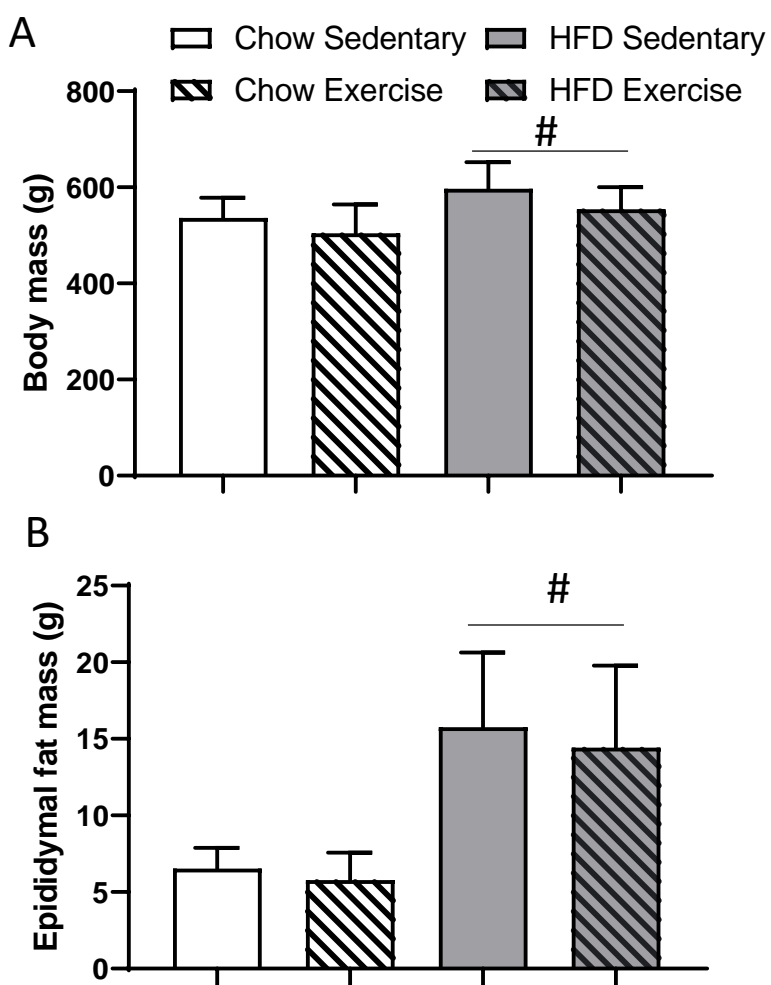 A
Chow Sedentary HFD Sedentary
Chow Exercise HFD Exercise
800
600
400
200
0
Body mass (g)
#
B
25
20
15
10
5
0
Epididymal fat mass (g)
#